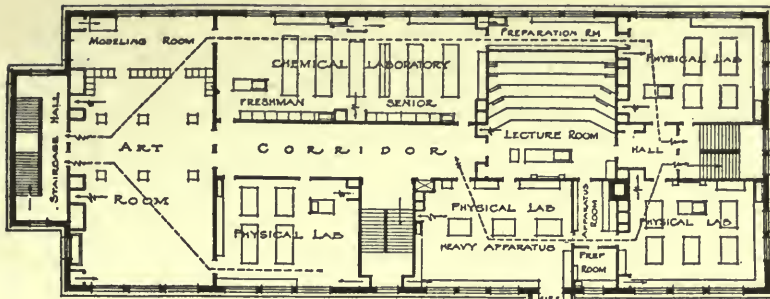 MODELING ROOM
PREPARATION RM
CHEMICAL LABORATORY
PHYSICAL LAB
FRESHMAN
SENIOR
STAIRCASE HALL
ART
ROOM
CORRIDOR
LECTURE ROOM
HALL
PHYSICAL LAB
PHYSICAL LAB
HEAVY APPARATUS
APPARATUS
ROOM
PHYSICAL LAB
PREP
ROOM